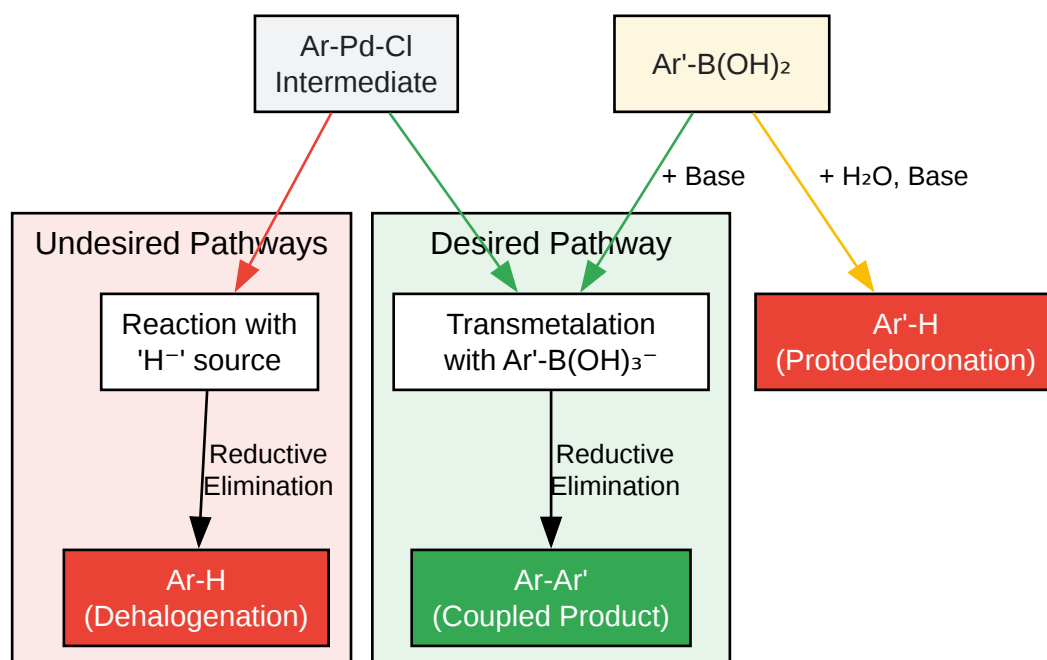 Ar-Pd-Cl
Intermediate
Ar'-B(OH)₂
+ Base
+ H₂O, Base
Undesired Pathways
Desired Pathway
Reaction with
'H⁻' source
Transmetalation
with Ar'-B(OH)₃⁻
Ar'-H
(Protodeboronation)
Reductive
Elimination
Reductive
Elimination
Ar-H
(Dehalogenation)
Ar-Ar'
(Coupled Product)